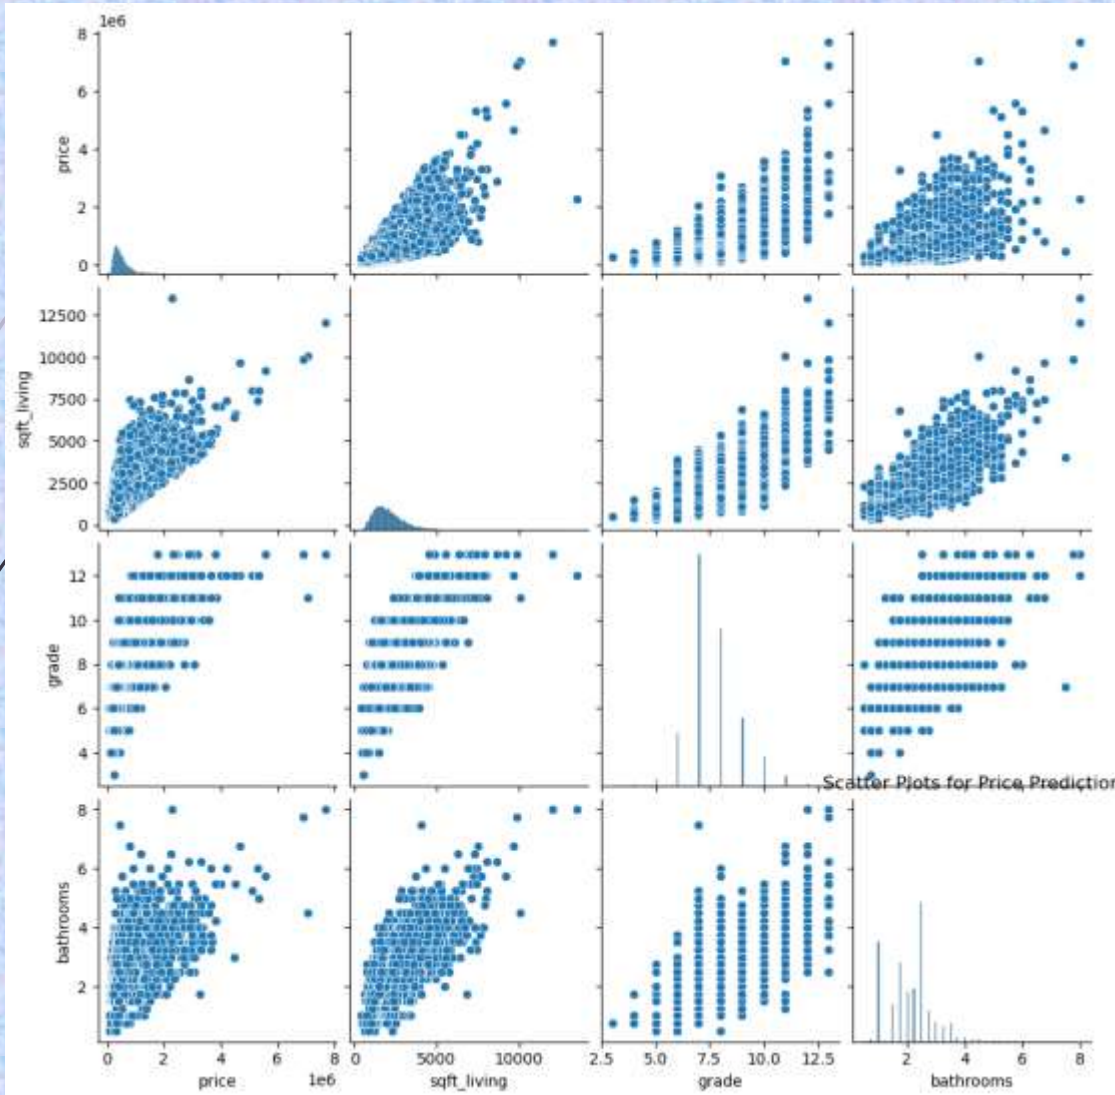 1e6
8
6
4
2
0
price
12500
10000
7500
5000
2500
0
sqft_living
12
10
8
6
4
grade
Scatter Plots for Price Prediction
8
6
4
2
bathrooms
0 2 4 6 8
price 1e6
0 5000 10000
sqft_living
2.5 5.0 7.5 10.0 12.5
grade
2 4 6 8
bathrooms